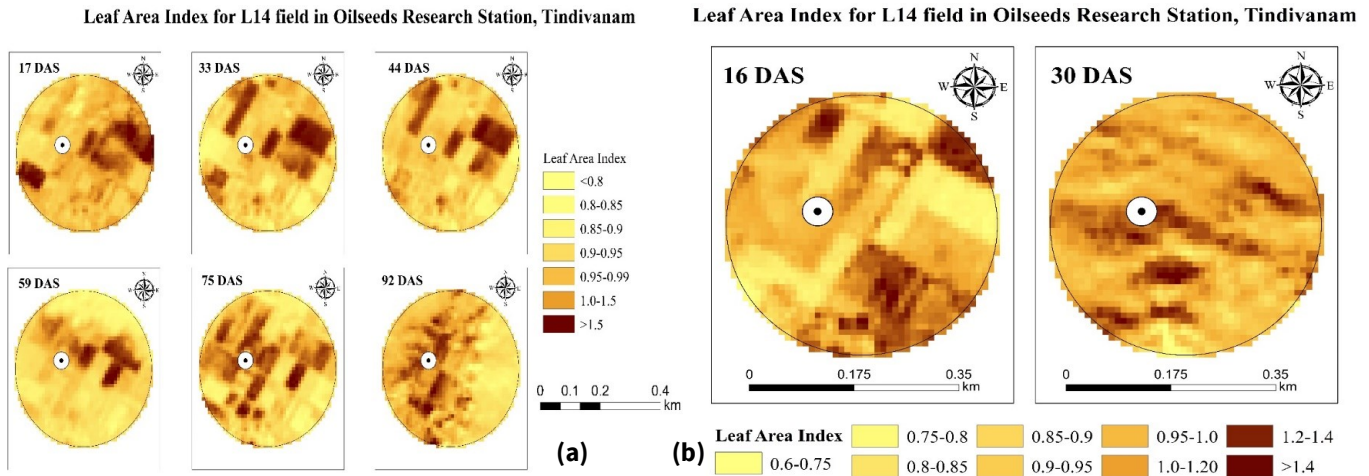 Leaf Area Index for L14 field in Oilseeds Research Station, Tindivanam
17 DAS
N
W E
S
33 DAS
N
W E
S
44 DAS
N
W E
S
Leaf Area Index
<0.8
0.8-0.85
0.85-0.9
0.9-0.95
0.95-0.99
1.0-1.5
>1.5
59 DAS
N
W E
S
75 DAS
N
W E
S
92 DAS
N
W E
S
0 0.1 0.2 0.4
km
(a)
Leaf Area Index for L14 field in Oilseeds Research Station, Tindivanam
16 DAS
N
W E
S
0 0.175 0.35
km
30 DAS
N
W E
S
0 0.175 0.35
km
(b)
Leaf Area Index
0.6-0.75
0.75-0.8
0.8-0.85
0.85-0.9
0.9-0.95
0.95-1.0
1.0-1.20
1.2-1.4
>1.4